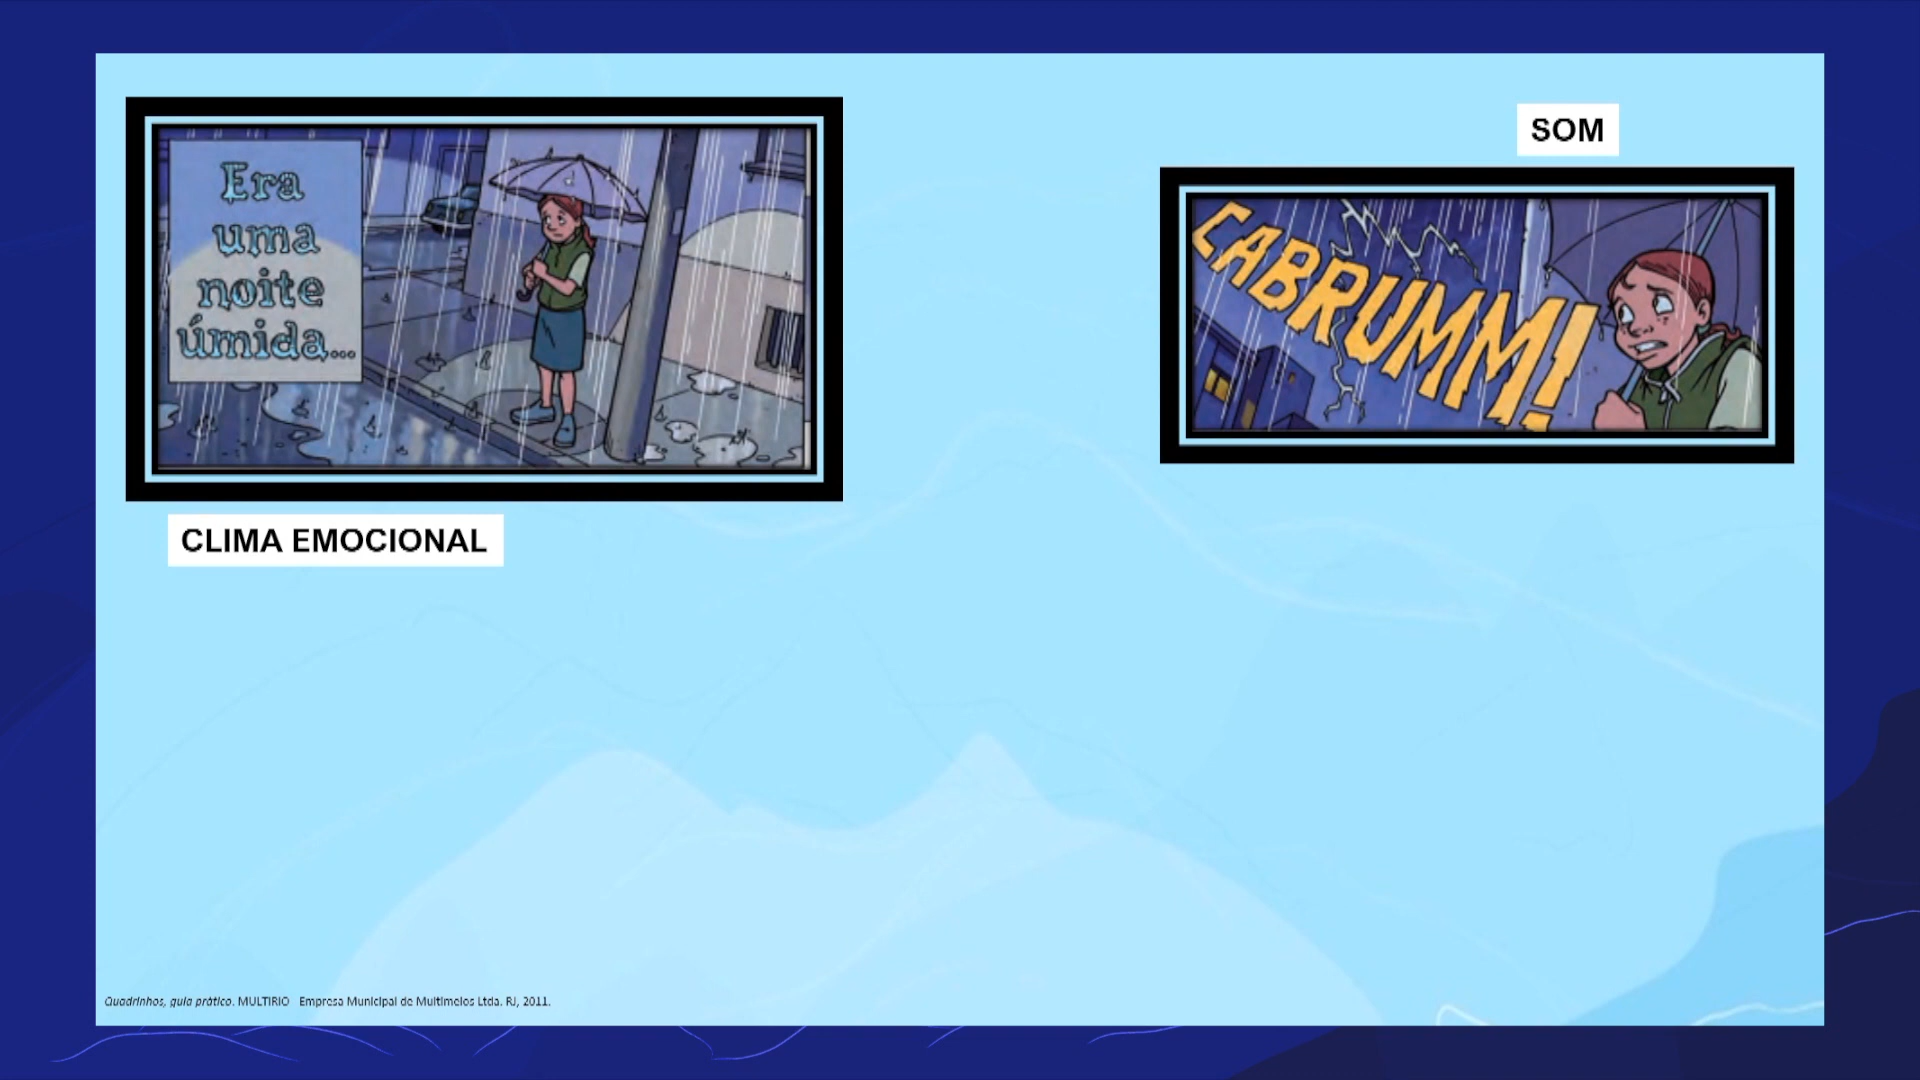 Era
uma
noite
úmida...
CLIMA EMOCIONAL
SOM
CABRUMM!
Quadrinhos, guia prático. MULTIRIO Empresa Municipal de Multimeios Ltda. RJ, 2011.